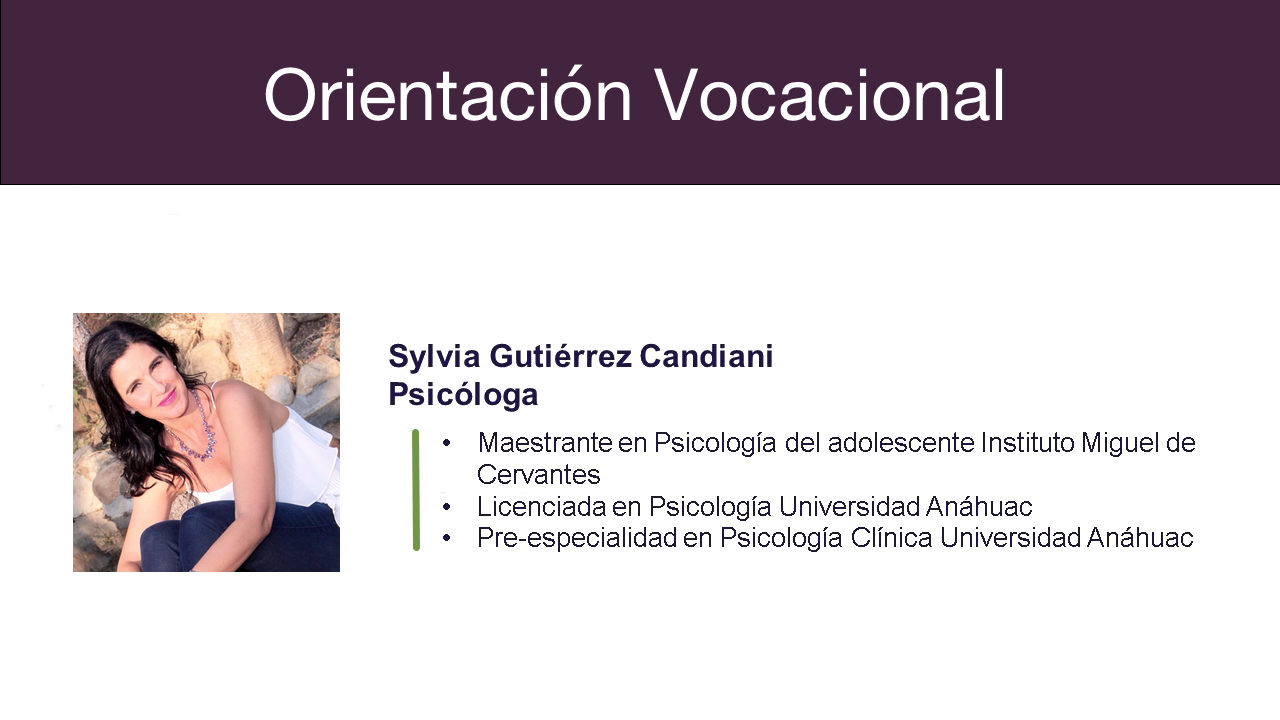 Orientación Vocacional
Sylvia Gutiérrez Candiani
Psicóloga
• Maestrante en Psicología del adolescente Instituto Miguel de
Cervantes
• Licenciada en Psicología Universidad Anáhuac
• Pre-especialidad en Psicología Clínica Universidad Anáhuac